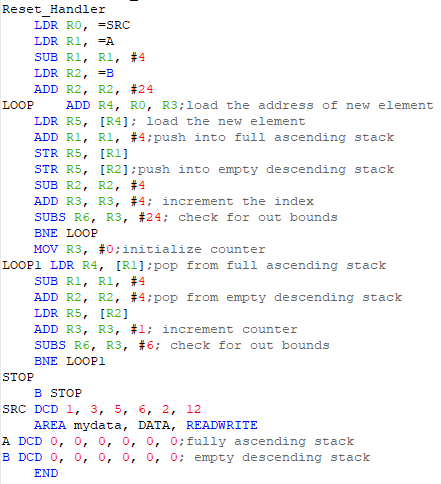 Reset_Handler
LDR R0, =SRC
LDR R1, =A
SUB R1, R1, #4
LDR R2, =B
ADD R2, R2, #24
LOOP ADD R4, R0, R3;load the address of new element
LDR R5, [R4]; load the new element
ADD R1, R1, #4;push into full ascending stack
STR R5, [R1]
STR R5, [R2];push into empty descending stack
SUB R2, R2, #4
ADD R3, R3, #4; increment the index
SUBS R6, R3, #24; check for out bounds
BNE LOOP
MOV R3, #0;initialize counter
LOOP1 LDR R4, [R1];pop from full ascending stack
SUB R1, R1, #4
ADD R2, R2, #4;pop from empty descending stack
LDR R5, [R2]
ADD R3, R3, #1; increment counter
SUBS R6, R3, #6; check for out bounds
BNE LOOP1
STOP
B STOP
SRC DCD 1, 3, 5, 6, 2, 12
AREA mydata, DATA, READWRITE
A DCD 0, 0, 0, 0, 0, 0;fully ascending stack
B DCD 0, 0, 0, 0, 0, 0; empty descending stack
END